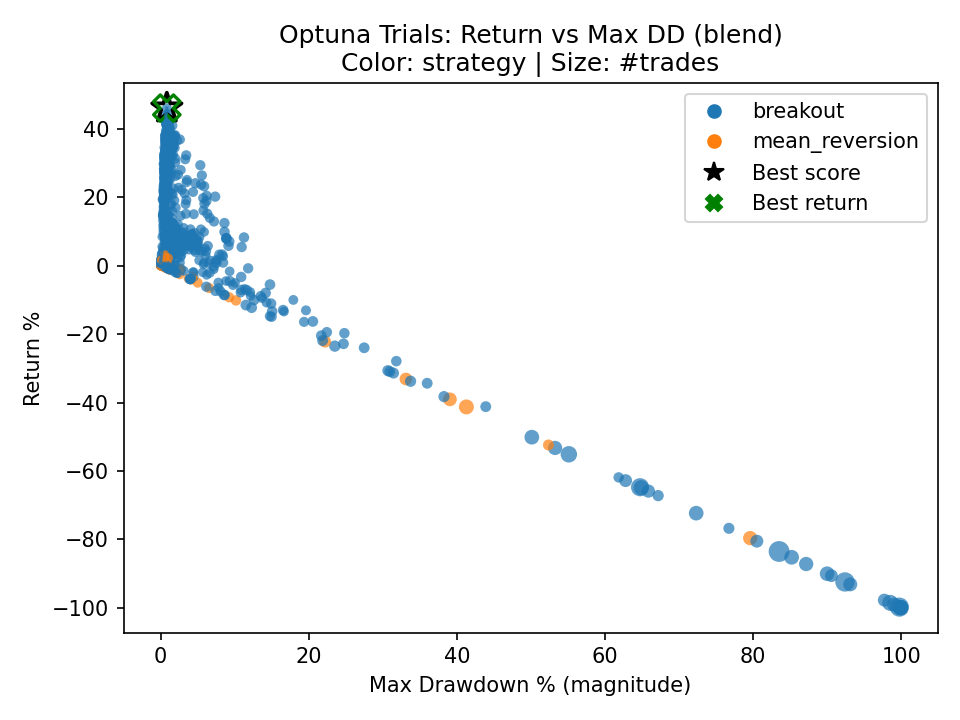 Optuna Trials: Return vs Max DD (blend)
Color: strategy | Size: #trades
breakout
mean_reversion
Best score
Best return
Return %
40
20
0
−20
−40
−60
−80
−100
0
20
40
60
80
100
Max Drawdown % (magnitude)